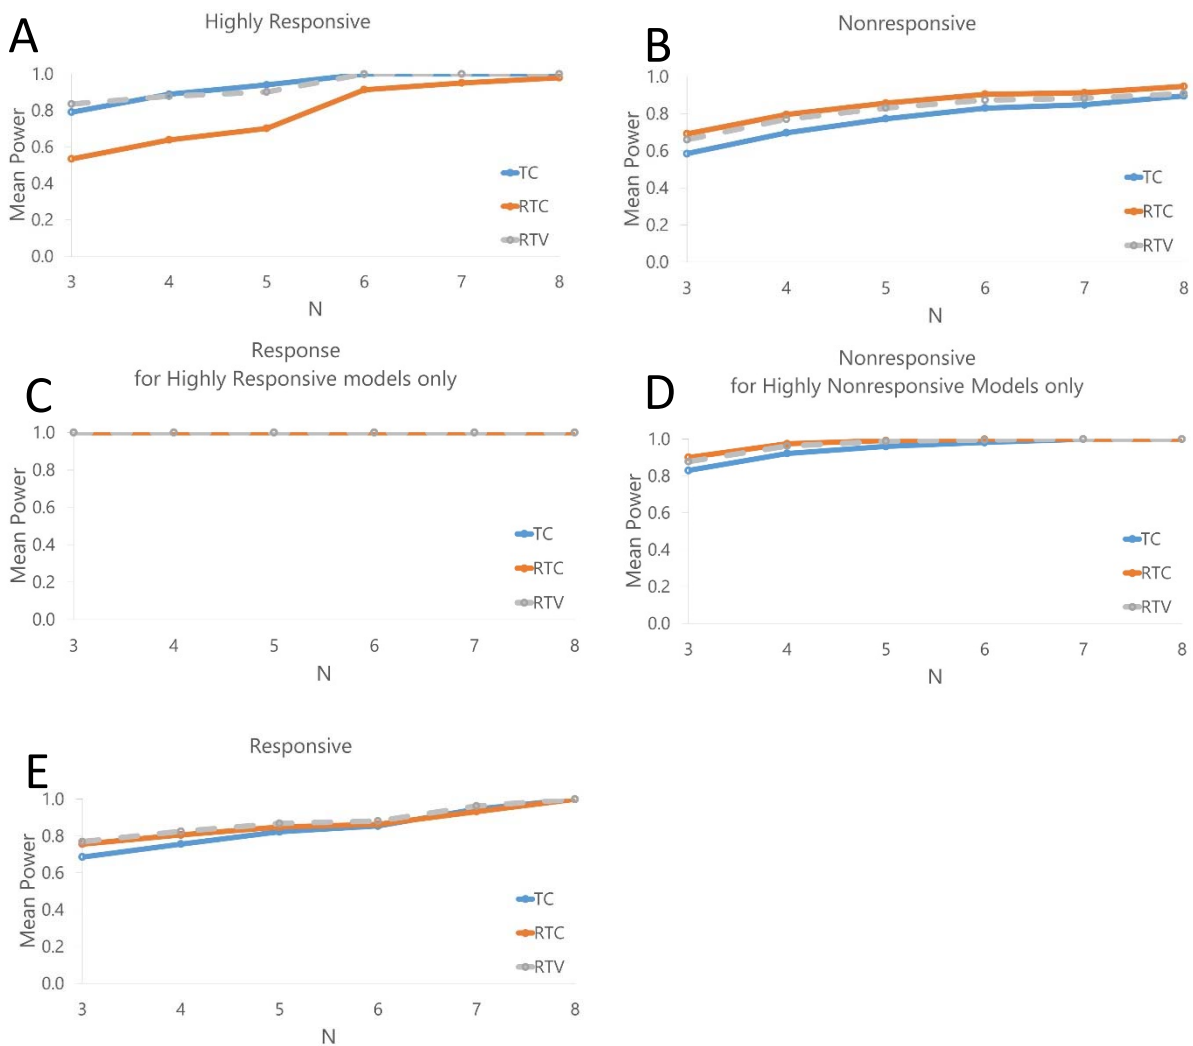 A
Highly Responsive
1.0
0.8
0.6
0.4
0.2
0.0
Mean Power
3 4 5 6 7 8
N
TC
RTC
RTV
B
Nonresponsive
1.0
0.8
0.6
0.4
0.2
0.0
Mean Power
3 4 5 6 7 8
N
TC
RTC
RTV
C
Response
for Highly Responsive models only
1.0
0.8
0.6
0.4
0.2
0.0
Mean Power
3 4 5 6 7 8
N
TC
RTC
RTV
D
Nonresponsive
for Highly Nonresponsive Models only
1.0
0.8
0.6
0.4
0.2
0.0
Mean Power
3 4 5 6 7 8
N
TC
RTC
RTV
E
Responsive
1.0
0.8
0.6
0.4
0.2
0.0
Mean Power
3 4 5 6 7 8
N
TC
RTC
RTV